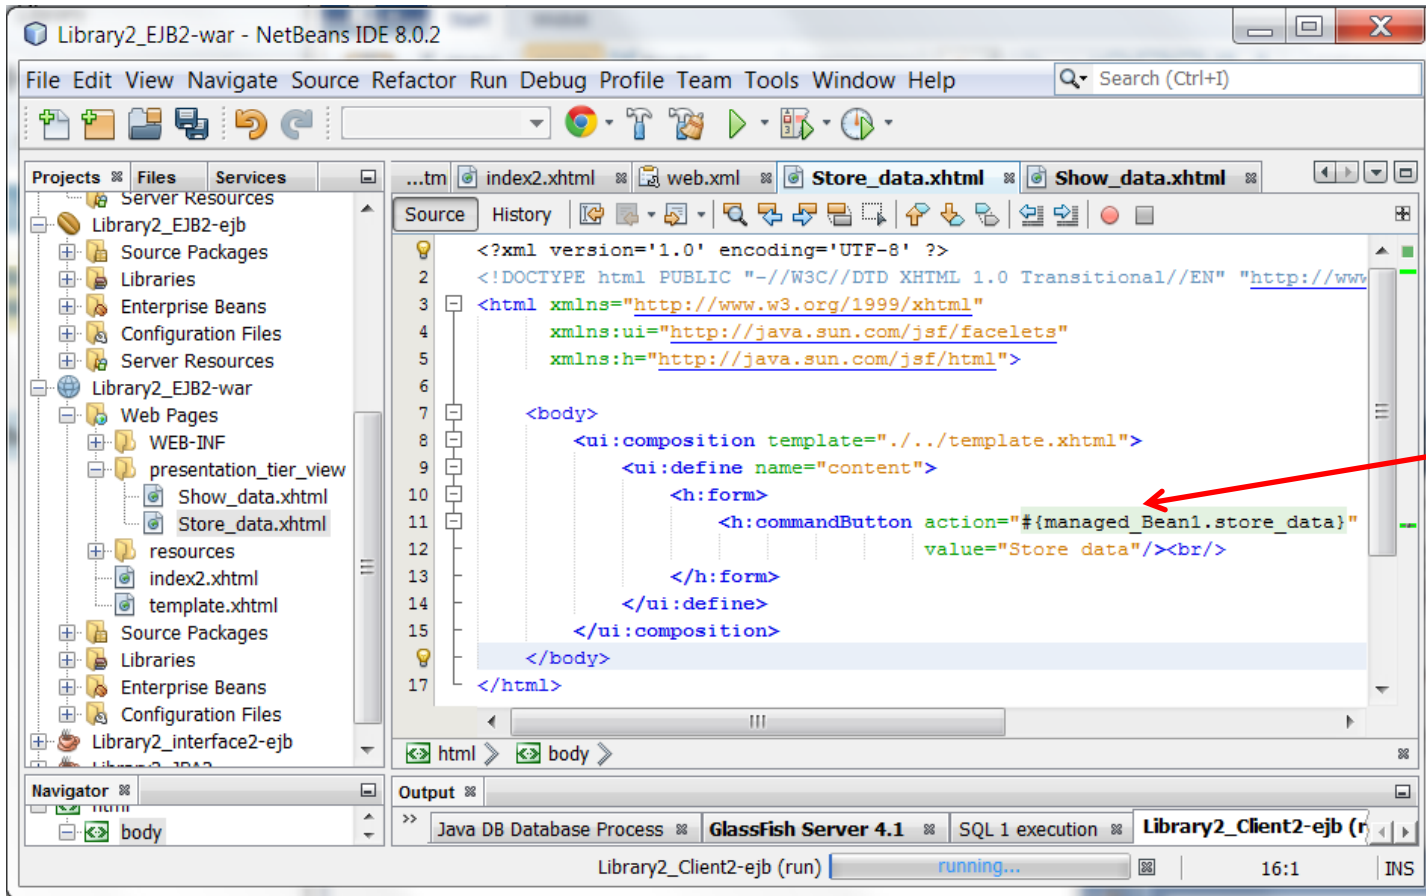 Library2_EJB2-war - NetBeans IDE 8.0.2
File Edit View Navigate Source Refactor Run Debug Profile Team Tools Window Help
Search (Ctrl+I)
Projects Files Services
Server Resources
Library2_EJB2-ejb
Source Packages
Libraries
Enterprise Beans
Configuration Files
Server Resources
Library2_EJB2-war
Web Pages
WEB-INF
presentation_tier_view
Show_data.xhtml
Store_data.xhtml
resources
index2.xhtml
template.xhtml
Source Packages
Libraries
Enterprise Beans
Configuration Files
Library2_interface2-ejb
Navigator
html
body
...tm index2.xhtml web.xml Store_data.xhtml Show_data.xhtml
Source History
<?xml version='1.0' encoding='UTF-8' ?>
2 <!DOCTYPE html PUBLIC "-//W3C//DTD XHTML 1.0 Transitional//EN" "http://www
3 <html xmlns="http://www.w3.org/1999/xhtml"
4 xmlns:ui="http://java.sun.com/jsf/facelets"
5 xmlns:h="http://java.sun.com/jsf/html">
6
7 <body>
8 <ui:composition template="./../template.xhtml">
9 <ui:define name="content">
10 <h:form>
11 <h:commandButton action="#{managed_Bean1.store_data}"
12 value="Store data"/><br/>
13 </h:form>
14 </ui:define>
15 </ui:composition>
</body>
17 </html>
html body
Output
Java DB Database Process GlassFish Server 4.1 SQL 1 execution Library2_Client2-ejb (r
Library2_Client2-ejb (run) running... 16:1 INS